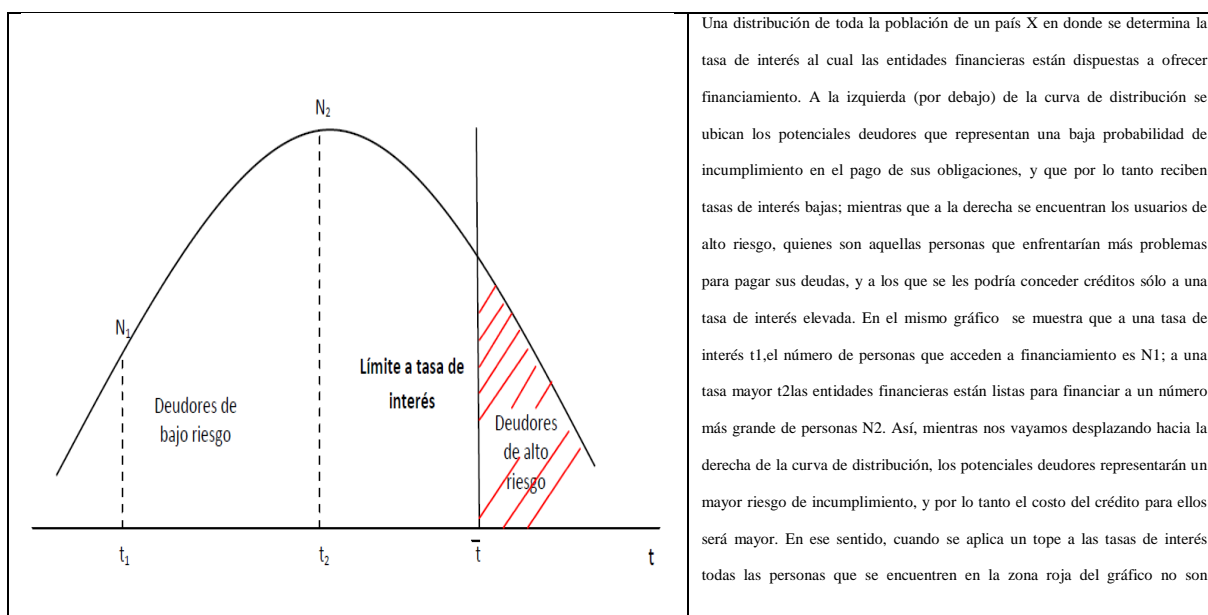 N2
N1
Límite a tasa de
interés
Deudores de
bajo riesgo
Deudores
de alto
riesgo
t1
t2
t̄
t
Una distribución de toda la población de un país X en donde se determina la
tasa de interés al cual las entidades financieras están dispuestas a ofrecer
financiamiento. A la izquierda (por debajo) de la curva de distribución se
ubican los potenciales deudores que representan una baja probabilidad de
incumplimiento en el pago de sus obligaciones, y que por lo tanto reciben
tasas de interés bajas; mientras que a la derecha se encuentran los usuarios de
alto riesgo, quienes son aquellas personas que enfrentarían más problemas
para pagar sus deudas, y a los que se les podría conceder créditos sólo a una
tasa de interés elevada. En el mismo gráfico se muestra que a una tasa de
interés t1,el número de personas que acceden a financiamiento es N1; a una
tasa mayor t2las entidades financieras están listas para financiar a un número
más grande de personas N2. Así, mientras nos vayamos desplazando hacia la
derecha de la curva de distribución, los potenciales deudores representarán un
mayor riesgo de incumplimiento, y por lo tanto el costo del crédito para ellos
será mayor. En ese sentido, cuando se aplica un tope a las tasas de interés
todas las personas que se encuentren en la zona roja del gráfico no son